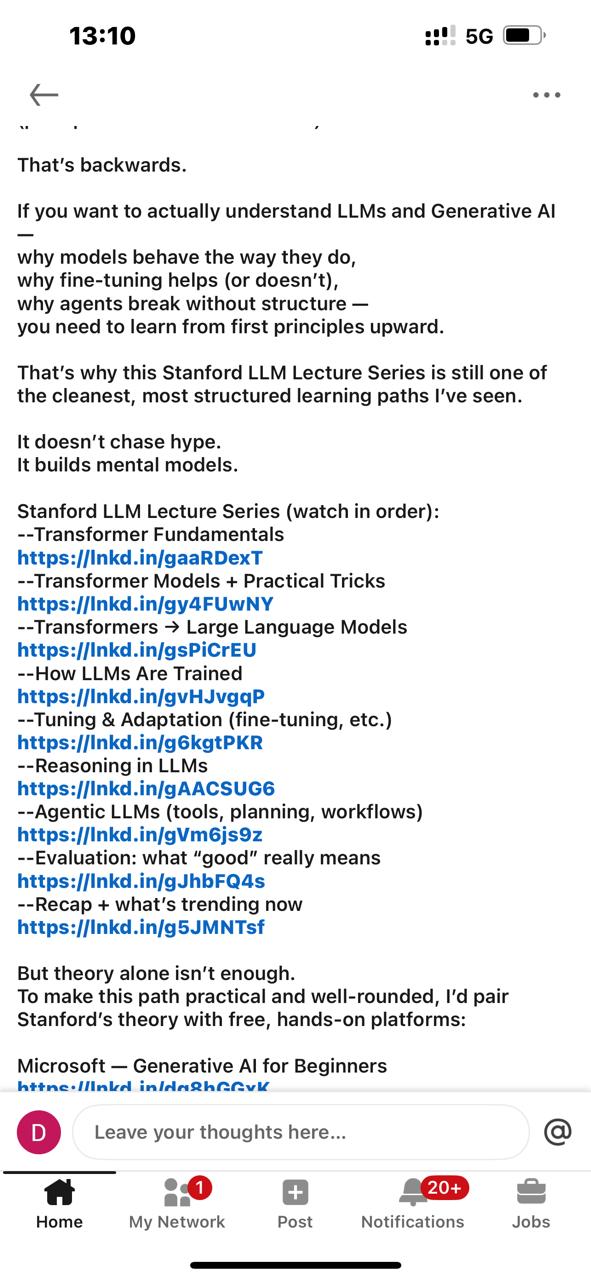 13:10
5G
That’s backwards.
If you want to actually understand LLMs and Generative AI
—
why models behave the way they do,
why fine-tuning helps (or doesn’t),
why agents break without structure —
you need to learn from first principles upward.
That’s why this Stanford LLM Lecture Series is still one of
the cleanest, most structured learning paths I’ve seen.
It doesn’t chase hype.
It builds mental models.
Stanford LLM Lecture Series (watch in order):
--Transformer Fundamentals
https://lnkd.in/gaaRDexT
--Transformer Models + Practical Tricks
https://lnkd.in/gy4FUwNY
--Transformers → Large Language Models
https://lnkd.in/gsPiCrEU
--How LLMs Are Trained
https://lnkd.in/gvHJvgqP
--Tuning & Adaptation (fine-tuning, etc.)
https://lnkd.in/g6kgtPKR
--Reasoning in LLMs
https://lnkd.in/gAACSUG6
--Agentic LLMs (tools, planning, workflows)
https://lnkd.in/gVm6js9z
--Evaluation: what “good” really means
https://lnkd.in/gJhbFQ4s
--Recap + what’s trending now
https://lnkd.in/g5JMNTsf
But theory alone isn’t enough.
To make this path practical and well-rounded, I’d pair
Stanford’s theory with free, hands-on platforms:
Microsoft — Generative AI for Beginners
D
Leave your thoughts here...
@
1
20+
Home
My Network
Post
Notifications
Jobs